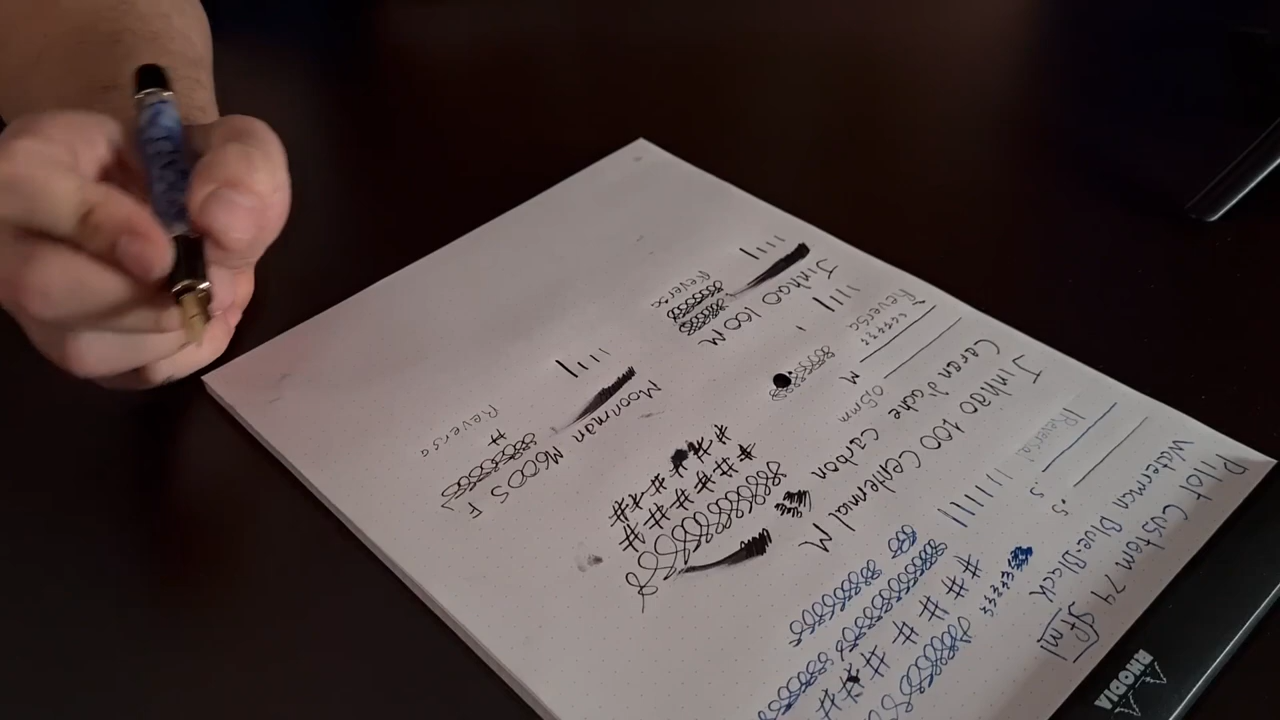 RHODIA
Pilot Custom 74 SFM
Waterman Blue-Black
.5
S
Reverse!
Jinhao 100 Centennial M
Caran d'ache Carbon
0.5mm
M
Reverse
Jinhao 100 M
Reverse
Moonman M600S F
Reverse